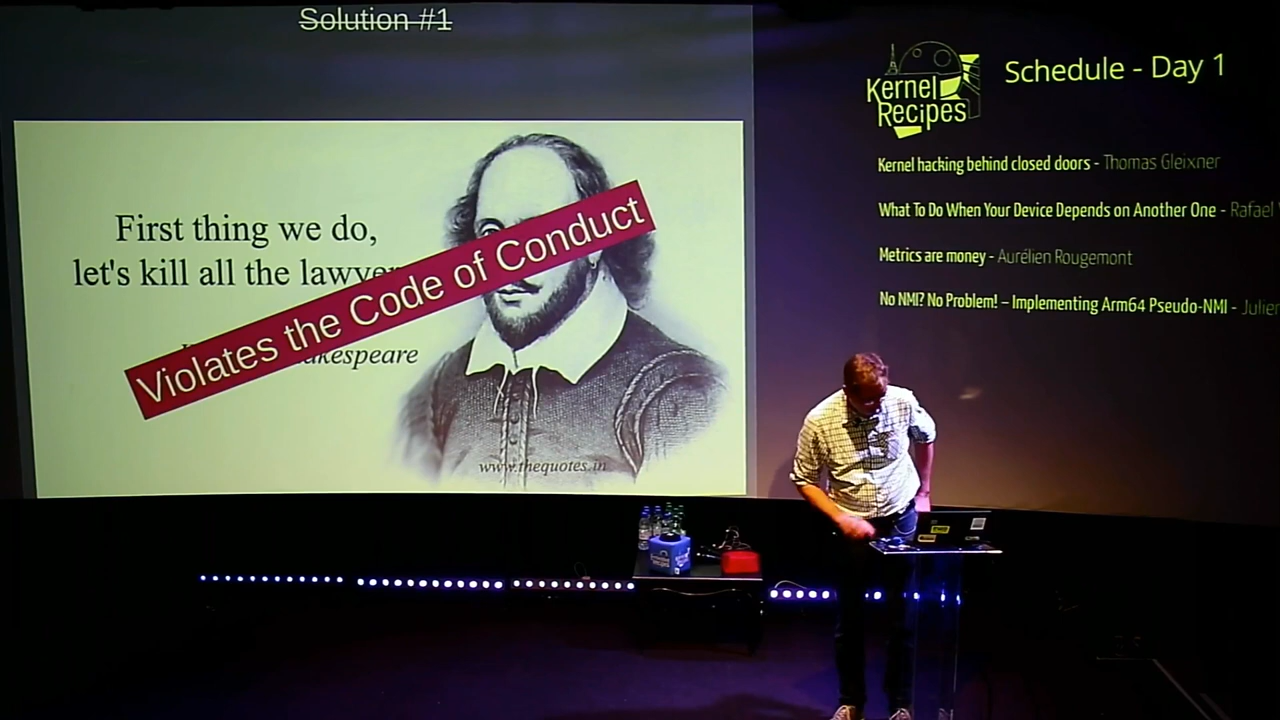 Solution #1
First thing we do,
let's kill all the
Violates the Code of Conduct
www.thequotes.in
Kernel
Recipes
Schedule - Day 1
Kernel hacking behind closed doors - Thomas Gleixner
What To Do When Your Device Depends on Another One - Rafael
Metrics are money - Aurélien Rougemont
No NMI? No Problem! – Implementing Arm64 Pseudo-NMI - Julien